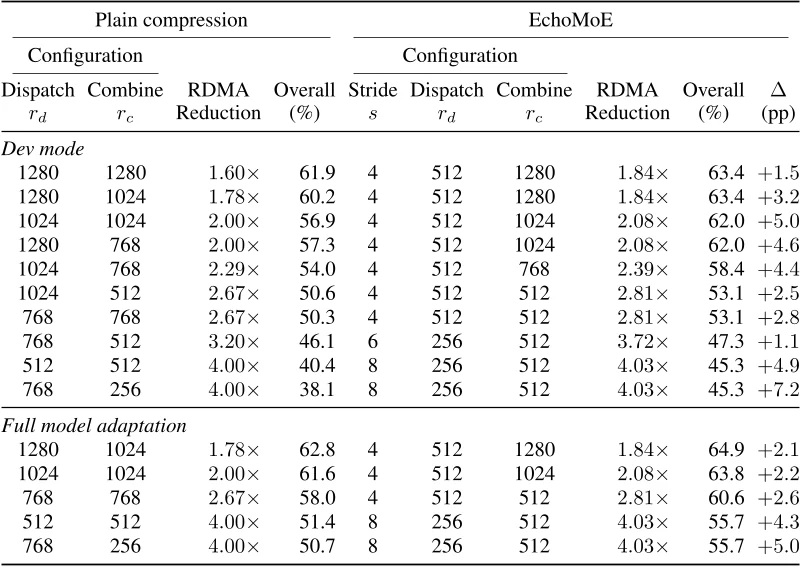 Plain compression EchoMoE
Configuration Configuration
Dispatch Combine RDMA Overall Stride Dispatch Combine RDMA Overall Δ
r_d r_c Reduction (%) s r_d r_c Reduction (%) (pp)
Dev mode
1280 1280 1.60× 61.9 4 512 1280 1.84× 63.4 +1.5
1280 1024 1.78× 60.2 4 512 1280 1.84× 63.4 +3.2
1024 1024 2.00× 56.9 4 512 1024 2.08× 62.0 +5.0
1280 768 2.00× 57.3 4 512 1024 2.08× 62.0 +4.6
1024 768 2.29× 54.0 4 512 768 2.39× 58.4 +4.4
1024 512 2.67× 50.6 4 512 512 2.81× 53.1 +2.5
768 768 2.67× 50.3 4 512 512 2.81× 53.1 +2.8
768 512 3.20× 46.1 6 256 512 3.72× 47.3 +1.1
512 512 4.00× 40.4 8 256 512 4.03× 45.3 +4.9
768 256 4.00× 38.1 8 256 512 4.03× 45.3 +7.2
Full model adaptation
1280 1024 1.78× 62.8 4 512 1280 1.84× 64.9 +2.1
1024 1024 2.00× 61.6 4 512 1024 2.08× 63.8 +2.2
768 768 2.67× 58.0 4 512 512 2.81× 60.6 +2.6
512 512 4.00× 51.4 8 256 512 4.03× 55.7 +4.3
768 256 4.00× 50.7 8 256 512 4.03× 55.7 +5.0